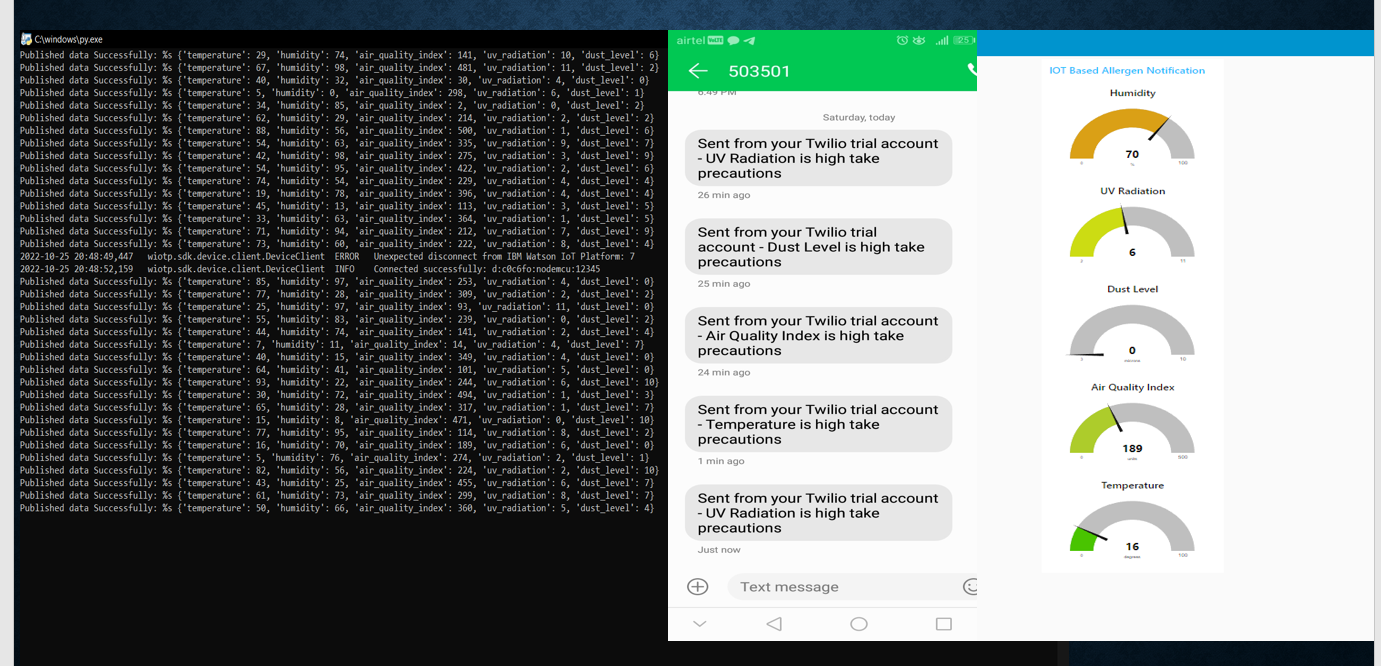 C:\windows\py.exe
Published data Successfully: %s {'temperature': 29, 'humidity': 74, 'air_quality_index': 141, 'uv_radiation': 10, 'dust_level': 6}
Published data Successfully: %s {'temperature': 67, 'humidity': 98, 'air_quality_index': 481, 'uv_radiation': 11, 'dust_level': 2}
Published data Successfully: %s {'temperature': 40, 'humidity': 32, 'air_quality_index': 30, 'uv_radiation': 4, 'dust_level': 0}
Published data Successfully: %s {'temperature': 5, 'humidity': 0, 'air_quality_index': 298, 'uv_radiation': 6, 'dust_level': 1}
Published data Successfully: %s {'temperature': 34, 'humidity': 85, 'air_quality_index': 2, 'uv_radiation': 0, 'dust_level': 2}
Published data Successfully: %s {'temperature': 62, 'humidity': 29, 'air_quality_index': 214, 'uv_radiation': 2, 'dust_level': 2}
Published data Successfully: %s {'temperature': 88, 'humidity': 56, 'air_quality_index': 500, 'uv_radiation': 1, 'dust_level': 6}
Published data Successfully: %s {'temperature': 54, 'humidity': 63, 'air_quality_index': 335, 'uv_radiation': 9, 'dust_level': 7}
Published data Successfully: %s {'temperature': 42, 'humidity': 98, 'air_quality_index': 275, 'uv_radiation': 3, 'dust_level': 9}
Published data Successfully: %s {'temperature': 54, 'humidity': 95, 'air_quality_index': 422, 'uv_radiation': 2, 'dust_level': 6}
Published data Successfully: %s {'temperature': 74, 'humidity': 54, 'air_quality_index': 229, 'uv_radiation': 4, 'dust_level': 4}
Published data Successfully: %s {'temperature': 19, 'humidity': 78, 'air_quality_index': 396, 'uv_radiation': 4, 'dust_level': 4}
Published data Successfully: %s {'temperature': 45, 'humidity': 13, 'air_quality_index': 113, 'uv_radiation': 3, 'dust_level': 5}
Published data Successfully: %s {'temperature': 33, 'humidity': 63, 'air_quality_index': 364, 'uv_radiation': 1, 'dust_level': 5}
Published data Successfully: %s {'temperature': 71, 'humidity': 94, 'air_quality_index': 212, 'uv_radiation': 7, 'dust_level': 9}
Published data Successfully: %s {'temperature': 73, 'humidity': 60, 'air_quality_index': 222, 'uv_radiation': 8, 'dust_level': 4}
2022-10-25 20:48:49,447 wiotp.sdk.device.client.DeviceClient ERROR Unexpected disconnect from IBM Watson IoT Platform: 7
2022-10-25 20:48:52,159 wiotp.sdk.device.client.DeviceClient INFO Connected successfully: d:c0c6fo:nodemcu:12345
Published data Successfully: %s {'temperature': 85, 'humidity': 97, 'air_quality_index': 253, 'uv_radiation': 4, 'dust_level': 0}
Published data Successfully: %s {'temperature': 77, 'humidity': 28, 'air_quality_index': 309, 'uv_radiation': 2, 'dust_level': 2}
Published data Successfully: %s {'temperature': 25, 'humidity': 97, 'air_quality_index': 93, 'uv_radiation': 11, 'dust_level': 0}
Published data Successfully: %s {'temperature': 55, 'humidity': 83, 'air_quality_index': 239, 'uv_radiation': 0, 'dust_level': 2}
Published data Successfully: %s {'temperature': 44, 'humidity': 74, 'air_quality_index': 141, 'uv_radiation': 2, 'dust_level': 4}
Published data Successfully: %s {'temperature': 7, 'humidity': 11, 'air_quality_index': 14, 'uv_radiation': 4, 'dust_level': 7}
Published data Successfully: %s {'temperature': 40, 'humidity': 15, 'air_quality_index': 349, 'uv_radiation': 4, 'dust_level': 0}
Published data Successfully: %s {'temperature': 64, 'humidity': 41, 'air_quality_index': 101, 'uv_radiation': 5, 'dust_level': 0}
Published data Successfully: %s {'temperature': 93, 'humidity': 22, 'air_quality_index': 244, 'uv_radiation': 6, 'dust_level': 10}
Published data Successfully: %s {'temperature': 30, 'humidity': 72, 'air_quality_index': 494, 'uv_radiation': 1, 'dust_level': 3}
Published data Successfully: %s {'temperature': 65, 'humidity': 28, 'air_quality_index': 317, 'uv_radiation': 1, 'dust_level': 7}
Published data Successfully: %s {'temperature': 15, 'humidity': 8, 'air_quality_index': 471, 'uv_radiation': 0, 'dust_level': 10}
Published data Successfully: %s {'temperature': 77, 'humidity': 95, 'air_quality_index': 114, 'uv_radiation': 8, 'dust_level': 2}
Published data Successfully: %s {'temperature': 16, 'humidity': 70, 'air_quality_index': 189, 'uv_radiation': 6, 'dust_level': 0}
Published data Successfully: %s {'temperature': 5, 'humidity': 76, 'air_quality_index': 274, 'uv_radiation': 2, 'dust_level': 1}
Published data Successfully: %s {'temperature': 82, 'humidity': 56, 'air_quality_index': 224, 'uv_radiation': 2, 'dust_level': 10}
Published data Successfully: %s {'temperature': 43, 'humidity': 25, 'air_quality_index': 455, 'uv_radiation': 6, 'dust_level': 7}
Published data Successfully: %s {'temperature': 61, 'humidity': 73, 'air_quality_index': 299, 'uv_radiation': 8, 'dust_level': 7}
Published data Successfully: %s {'temperature': 50, 'humidity': 66, 'air_quality_index': 360, 'uv_radiation': 5, 'dust_level': 4}
airtel
503501
6:49 PM
Saturday, today
Sent from your Twilio trial account
- UV Radiation is high take
precautions
26 min ago
Sent from your Twilio trial
account - Dust Level is high take
precautions
25 min ago
Sent from your Twilio trial account
- Air Quality Index is high take
precautions
24 min ago
Sent from your Twilio trial account
- Temperature is high take
precautions
1 min ago
Sent from your Twilio trial account
- UV Radiation is high take
precautions
Just now
Text message
IOT Based Allergen Notification
Humidity
70
0 100
%
UV Radiation
6
0 11
Dust Level
0
10
Air Quality Index
189
0 500
units
Temperature
16
0 100
degrees